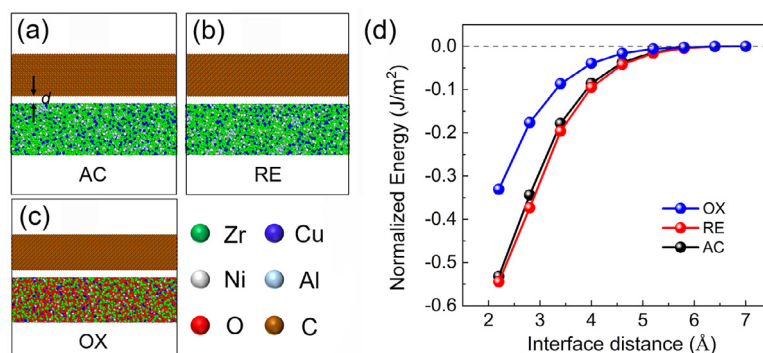 (a)
d
AC
(b)
RE
(c)
OX
Zr
Cu
Ni
Al
O
C
(d)
Normalized Energy (J/m²)
0.0
-0.1
-0.2
-0.3
-0.4
-0.5
-0.6
OX
RE
AC
2 3 4 5 6 7
Interface distance (Å)